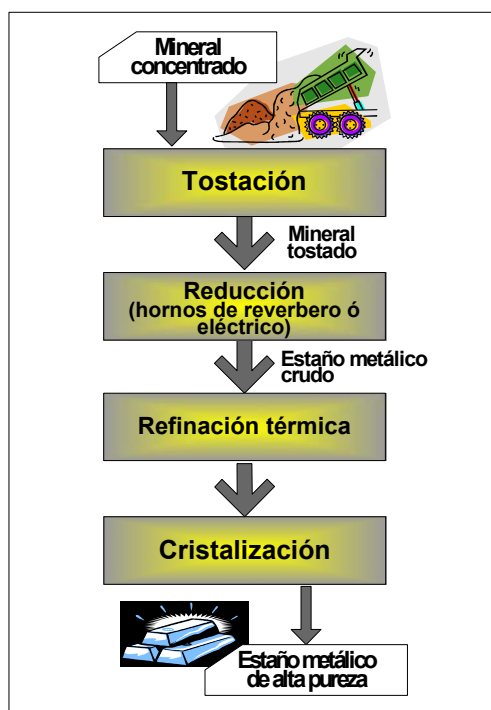 Mineral
concentrado
Tostación
Mineral
tostado
Reducción
(hornos de reverbero ó
eléctrico)
Estaño metálico
crudo
Refinación térmica
Cristalización
Estaño metálico
de alta pureza